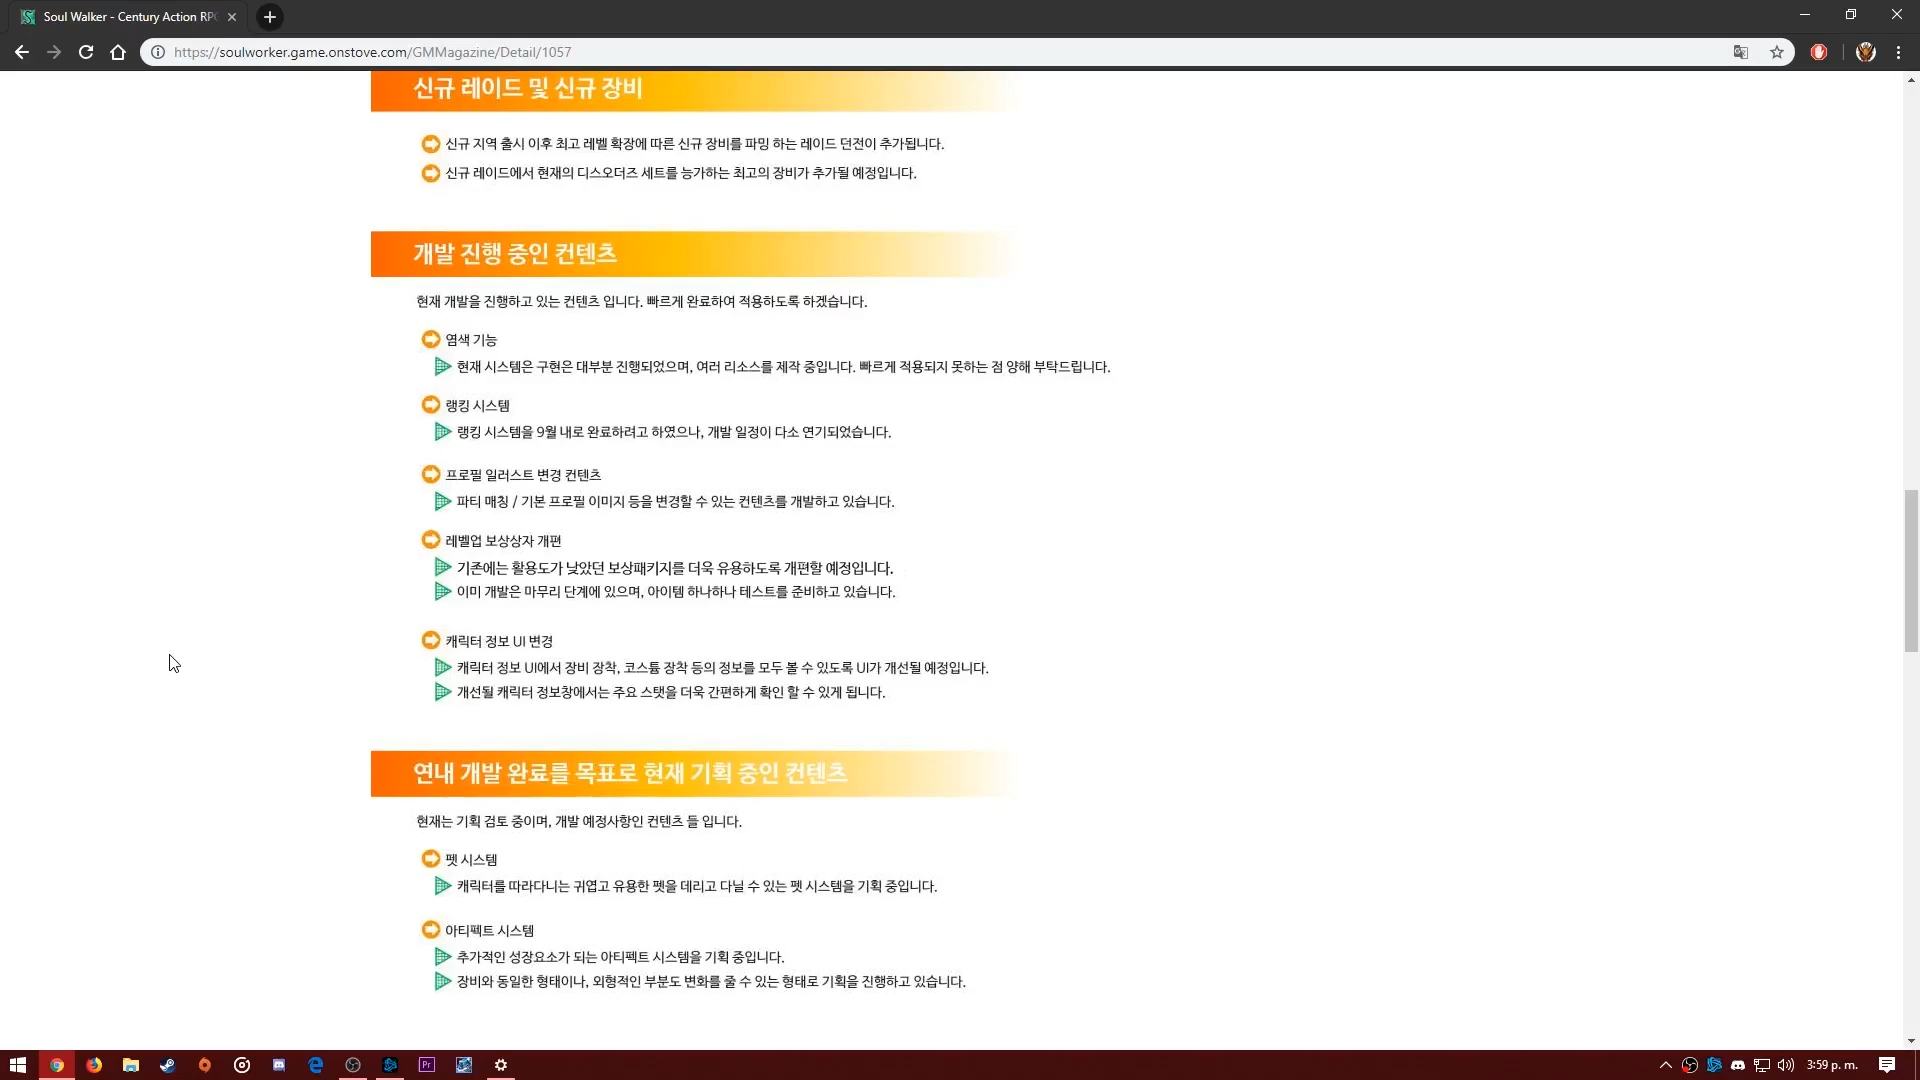 Soul Walker - Century Action RP
https://soulworker.game.onstove.com/GMMagazine/Detail/1057
신규 레이드 및 신규 장비
신규 지역 출시 이후 최고 레벨 확장에 따른 신규 장비를 파밍 하는 레이드 던전이 추가됩니다.
신규 레이드에서 현재의 디스오더즈 세트를 능가하는 최고의 장비가 추가될 예정입니다.
개발 진행 중인 컨텐츠
현재 개발을 진행하고 있는 컨텐츠 입니다. 빠르게 완료하여 적용하도록 하겠습니다.
염색 기능
현재 시스템은 구현은 대부분 진행되었으며, 여러 리소스를 제작 중입니다. 빠르게 적용되지 못하는 점 양해 부탁드립니다.
랭킹 시스템
랭킹 시스템을 9월 내로 완료하려고 하였으나, 개발 일정이 다소 연기되었습니다.
프로필 일러스트 변경 컨텐츠
파티 매칭 / 기본 프로필 이미지 등을 변경할 수 있는 컨텐츠를 개발하고 있습니다.
레벨업 보상상자 개편
기존에는 활용도가 낮았던 보상패키지를 더욱 유용하도록 개편할 예정입니다.
이미 개발은 마무리 단계에 있으며, 아이템 하나하나 테스트를 준비하고 있습니다.
캐릭터 정보 UI 변경
캐릭터 정보 UI에서 장비 장착, 코스튬 장착 등의 정보를 모두 볼 수 있도록 UI가 개선될 예정입니다.
개선될 캐릭터 정보창에서는 주요 스탯을 더욱 간편하게 확인 할 수 있게 됩니다.
연내 개발 완료를 목표로 현재 기획 중인 컨텐츠
현재는 기획 검토 중이며, 개발 예정사항인 컨텐츠 들 입니다.
펫 시스템
캐릭터를 따라다니는 귀엽고 유용한 펫을 데리고 다닐 수 있는 펫 시스템을 기획 중입니다.
아티펙트 시스템
추가적인 성장요소가 되는 아티펙트 시스템을 기획 중입니다.
장비와 동일한 형태이나, 외형적인 부분도 변화를 줄 수 있는 형태로 기획을 진행하고 있습니다.
Pr
3:59 p. m.